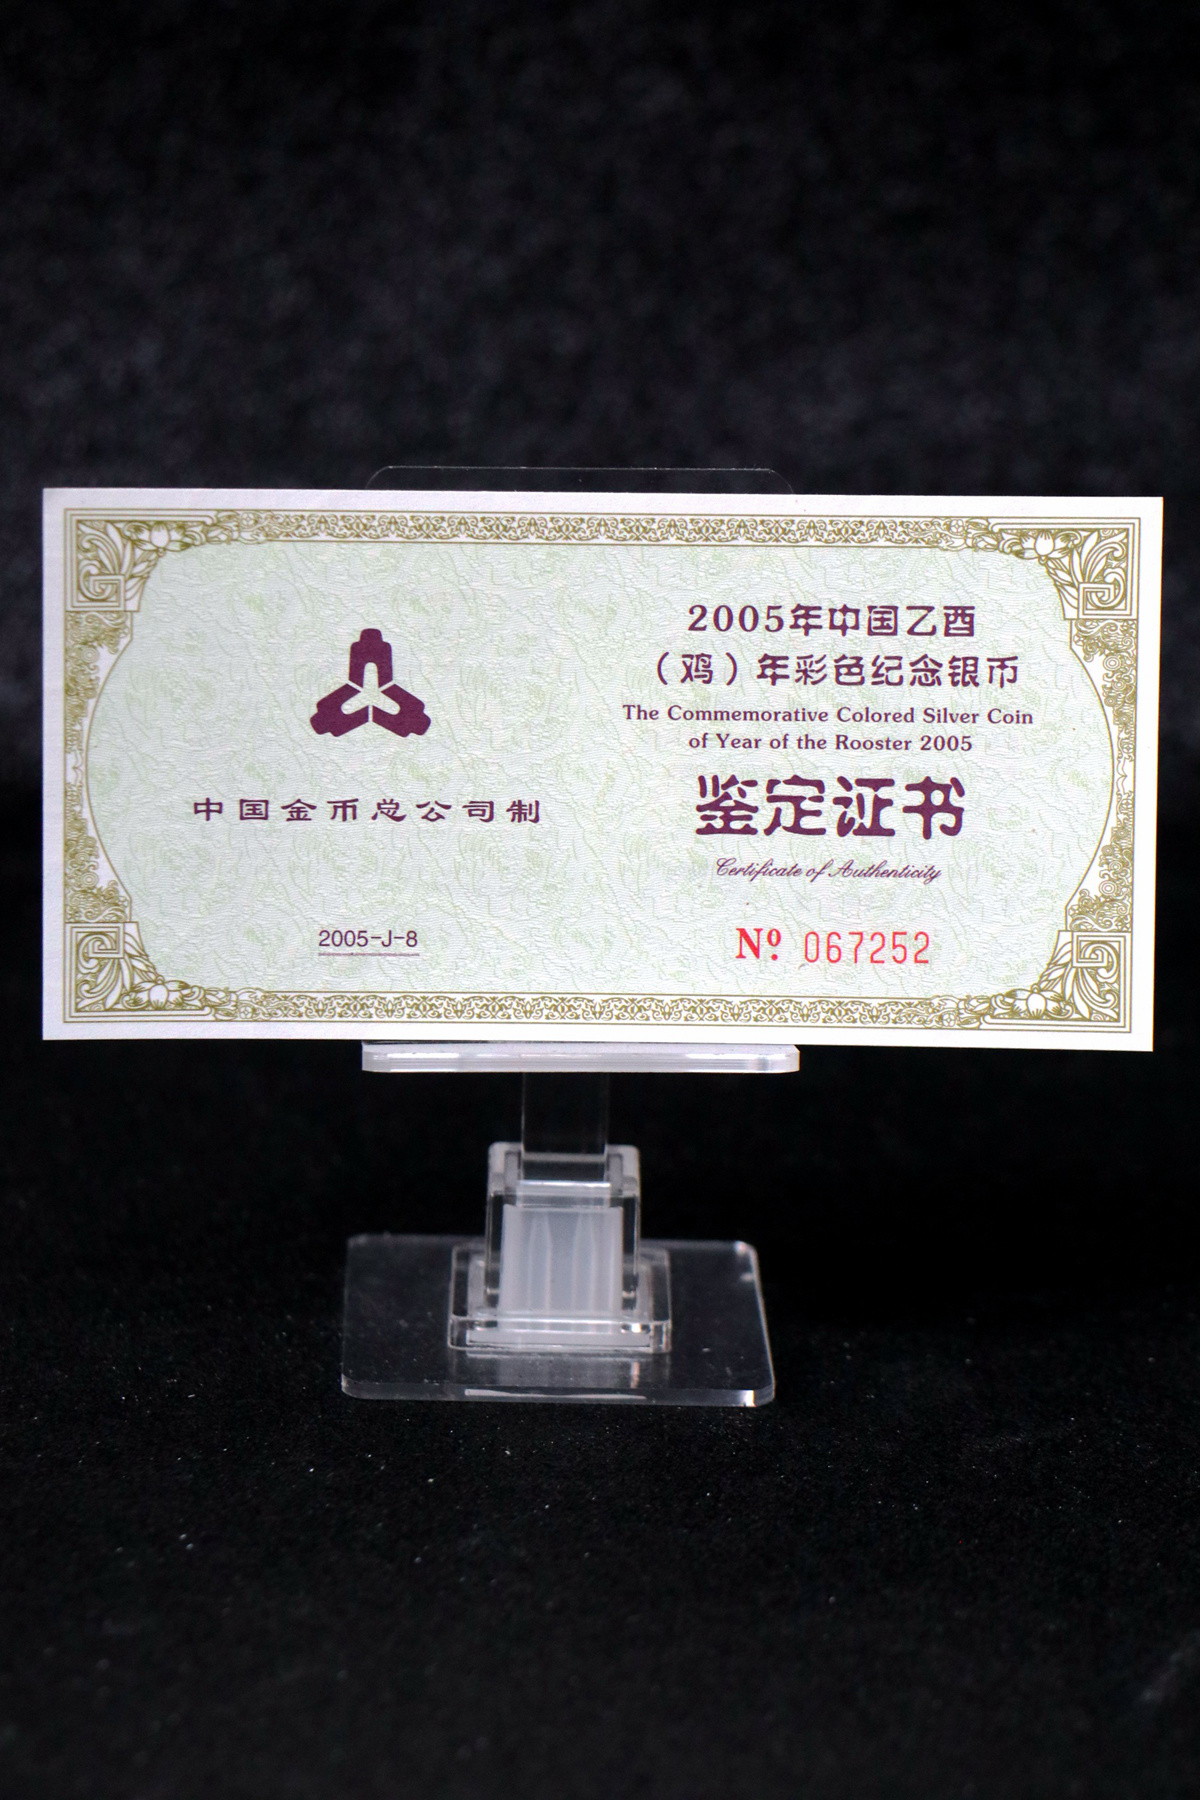 中国金币总公司制
2005-J-8
2005年中国乙酉
（鸡）年彩色纪念银币
The Commemorative Colored Silver Coin
of Year of the Rooster 2005
鉴定证书
Certificate of Authenticity
Nº 067252